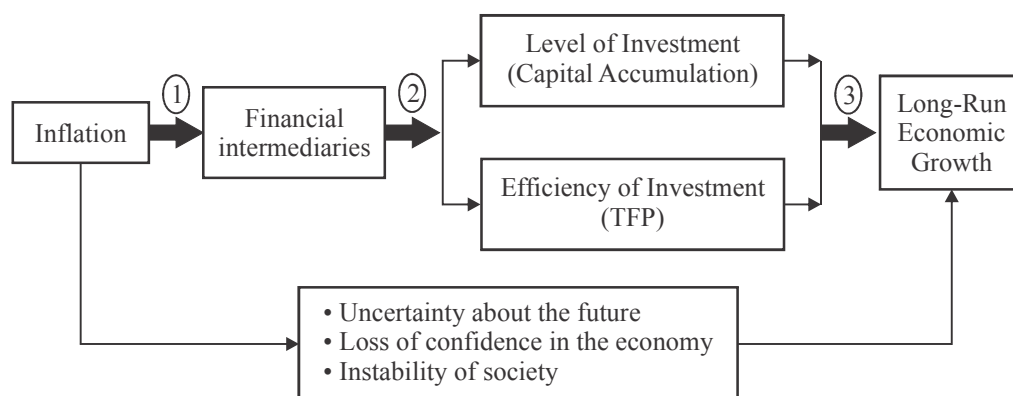 Inflation
①
Financial
intermediaries
②
Level of Investment
(Capital Accumulation)
Efficiency of Investment
(TFP)
③
Long-Run
Economic
Growth
• Uncertainty about the future
• Loss of confidence in the economy
• Instability of society